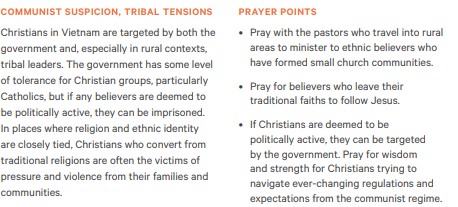 COMMUNIST SUSPICION, TRIBAL TENSIONS
Christians in Vietnam are targeted by both the
government and, especially in rural contexts,
tribal leaders. The government has some level
of tolerance for Christian groups, particularly
Catholics, but if any believers are deemed to
be politically active, they can be imprisoned.
In places where religion and ethnic identity
are closely tied, Christians who convert from
traditional religions are often the victims of
pressure and violence from their families and
communities.
PRAYER POINTS
• Pray with the pastors who travel into rural
areas to minister to ethnic believers who
have formed small church communities.
• Pray for believers who leave their
traditional faiths to follow Jesus.
• If Christians are deemed to be
politically active, they can be targeted
by the government. Pray for wisdom
and strength for Christians trying to
navigate ever-changing regulations and
expectations from the communist regime.